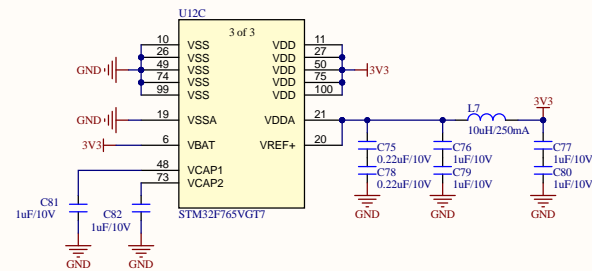 U12C
3 of 3
10 VSS VDD 11
26 VSS VDD 27
GND 49 VSS VDD 50 3V3
74 VSS VDD 75
99 VSS VDD 100
GND 19 VSSA VDDA 21 L7 3V3
10uH/250mA
3V3 6 VBAT VREF+ 20
C75 C76 C77
0.22uF/10V 1uF/10V 1uF/10V
48 VCAP1 C78 C79 C80
73 VCAP2 0.22uF/10V 1uF/10V 1uF/10V
C81 C82
1uF/10V 1uF/10V
STM32F765VGT7
GND GND GND
GND GND